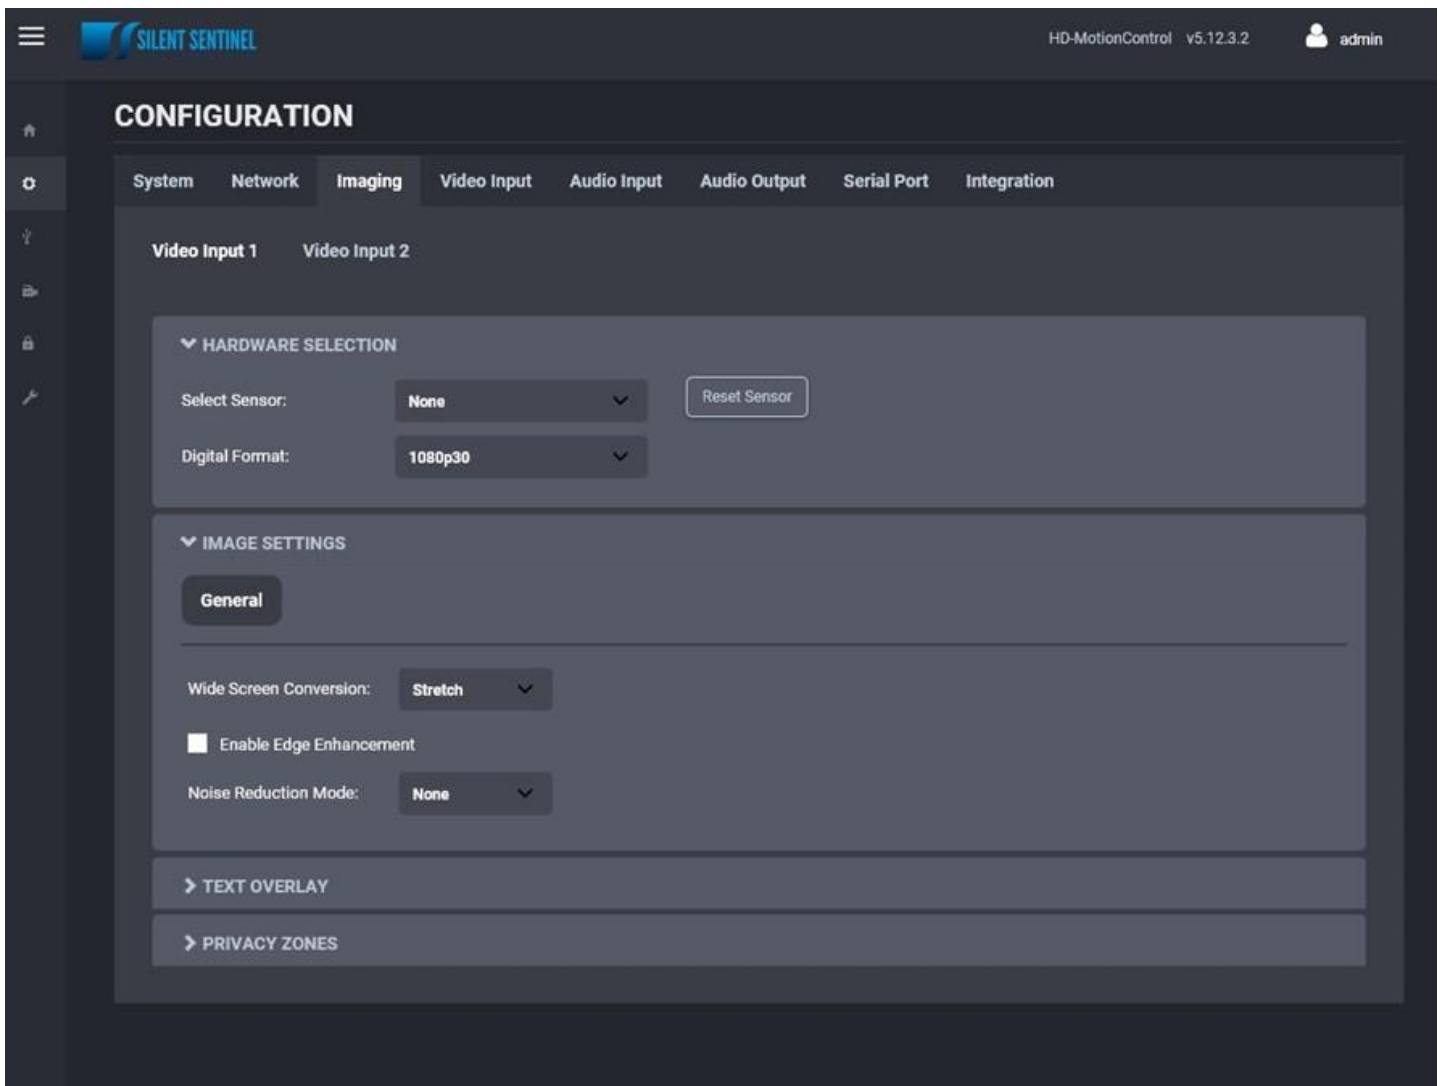 SILENT SENTINEL
HD-MotionControl v5.12.3.2 admin
CONFIGURATION
System Network Imaging Video Input Audio Input Audio Output Serial Port Integration
Video Input 1 Video Input 2
HARDWARE SELECTION
Select Sensor: None Reset Sensor
Digital Format: 1080p30
IMAGE SETTINGS
General
Wide Screen Conversion: Stretch
Enable Edge Enhancement
Noise Reduction Mode: None
TEXT OVERLAY
PRIVACY ZONES